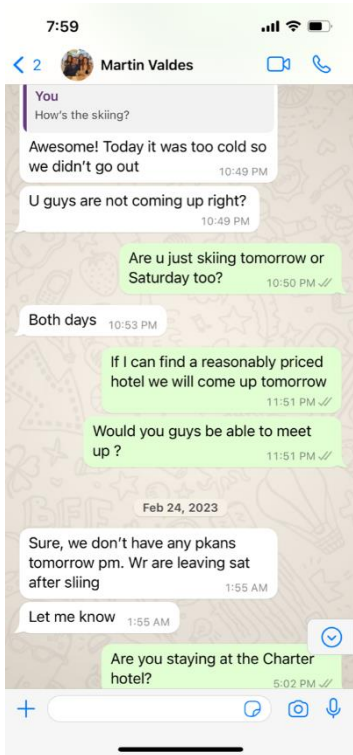 7:59
2
Martin Valdes
You
How's the skiing?
Awesome! Today it was too cold so
we didn't go out
10:49 PM
U guys are not coming up right?
10:49 PM
Are u just skiing tomorrow or
Saturday too?
10:50 PM
Both days
10:53 PM
If I can find a reasonably priced
hotel we will come up tomorrow
11:51 PM
Would you guys be able to meet
up ?
11:51 PM
Feb 24, 2023
Sure, we don't have any pkans
tomorrow pm. Wr are leaving sat
after sliing
1:55 AM
Let me know
1:55 AM
Are you staying at the Charter
hotel?
5:02 PM